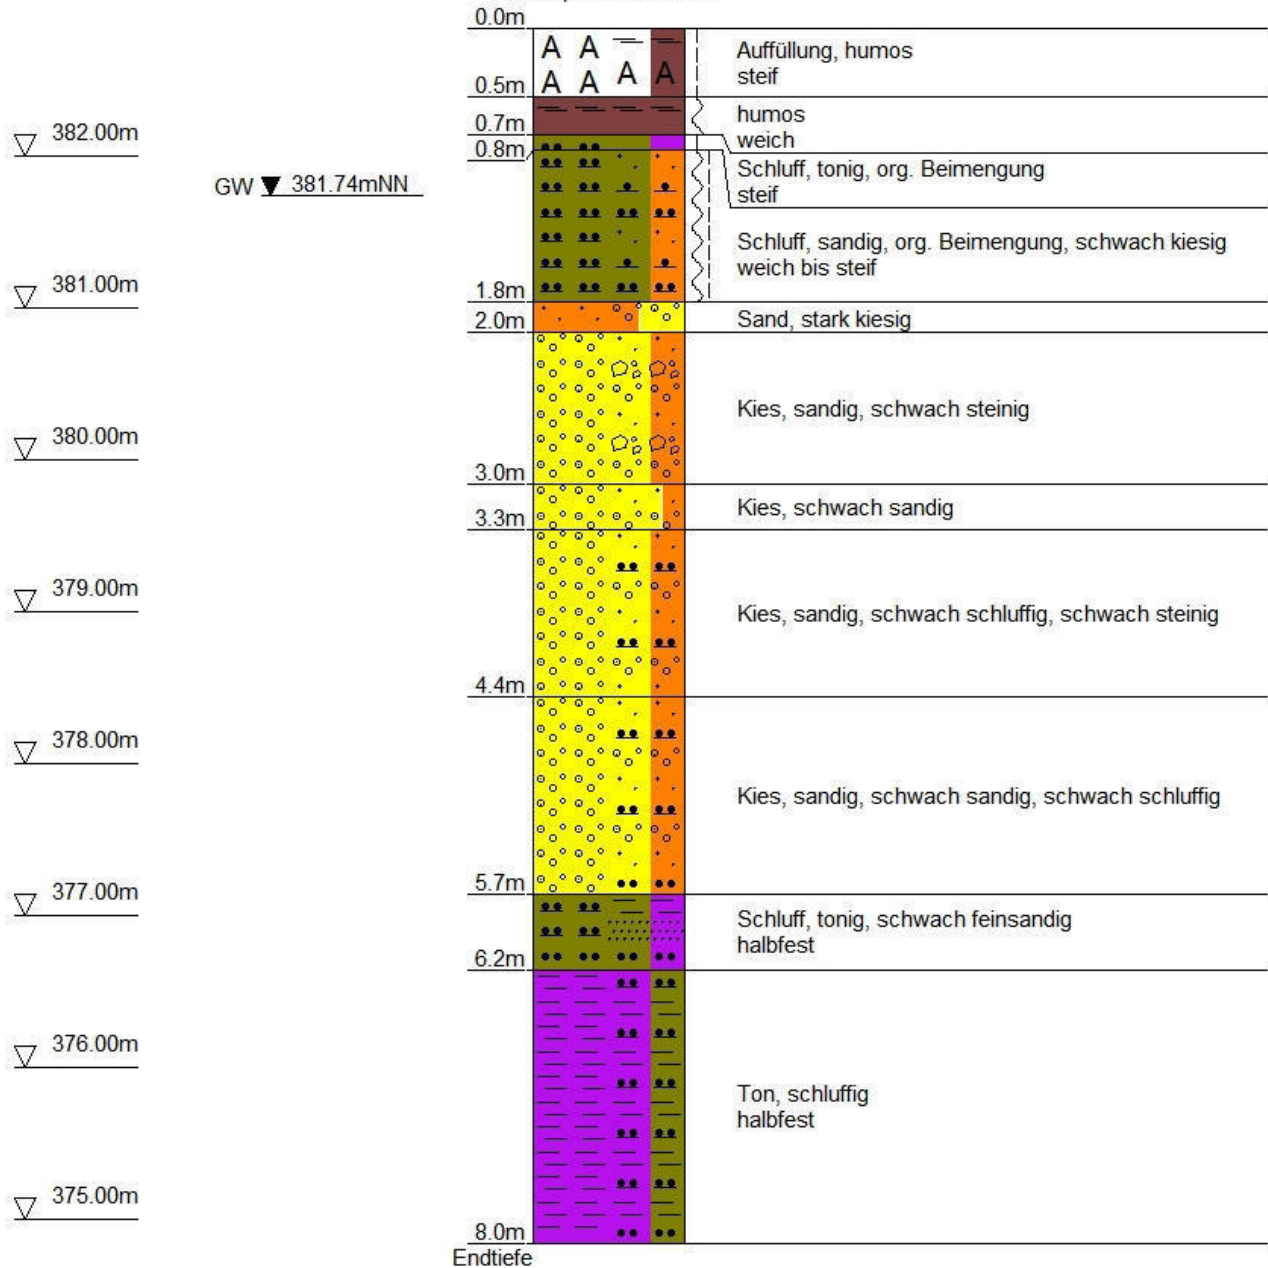 0.0m
A A A A
A A
Auffüllung, humos
steif
0.5m
humos
weich
0.7m
382.00m
0.8m
Schluff, tonig, org. Beimengung
steif
GW 381.74mNN
Schluff, sandig, org. Beimengung, schwach kiesig
weich bis steif
381.00m
1.8m
2.0m
Sand, stark kiesig
Kies, sandig, schwach steinig
380.00m
3.0m
Kies, schwach sandig
3.3m
379.00m
Kies, sandig, schwach schluffig, schwach steinig
4.4m
378.00m
Kies, sandig, schwach sandig, schwach schluffig
377.00m
5.7m
Schluff, tonig, schwach feinsandig
halbfest
6.2m
376.00m
Ton, schluffig
halbfest
375.00m
8.0m
Endtiefe